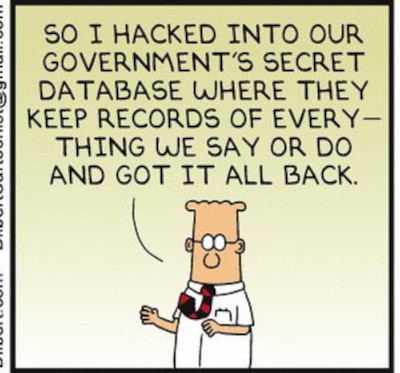 SO I HACKED INTO OUR
GOVERNMENT'S SECRET
DATABASE WHERE THEY
KEEP RECORDS OF EVERY-
THING WE SAY OR DO
AND GOT IT ALL BACK.